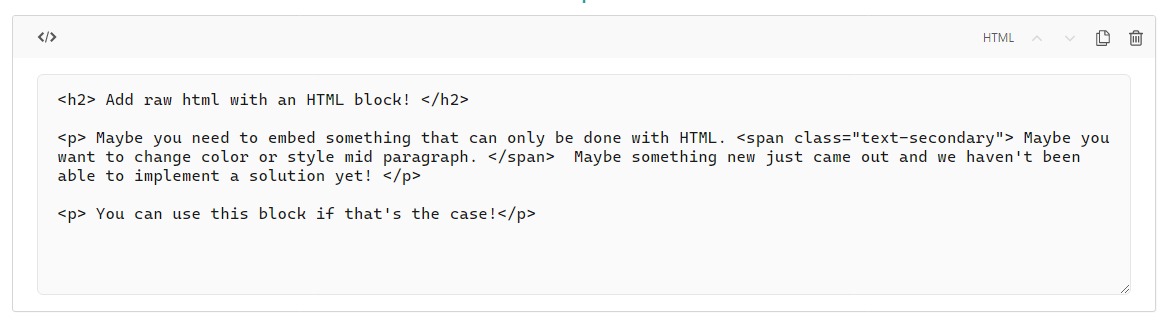 </> HTML
<h2> Add raw html with an HTML block! </h2>
<p> Maybe you need to embed something that can only be done with HTML. <span class="text-secondary"> Maybe you
want to change color or style mid paragraph. </span>  Maybe something new just came out and we haven't been
able to implement a solution yet! </p>
<p> You can use this block if that's the case!</p>